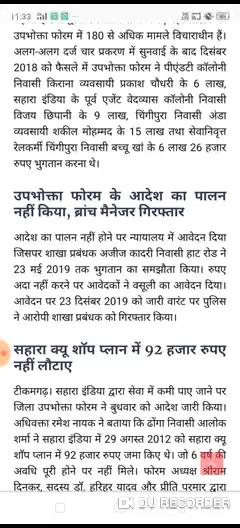 11:33
उपभोक्ता फोरम में 180 से अधिक मामले विचाराधीन हैं।
अलग-अलग दर्ज चार प्रकरण में सुनवाई के बाद दिसंबर
2018 को फैसले में उपभोक्ता फोरम ने पीएंडटी कॉलोनी
निवासी किराना व्यवसायी प्रकाश चौधरी के 6 लाख,
सहारा इंडिया के पूर्व एजेंट वेदव्यास कॉलोनी निवासी
विजय छिपानी के 9 लाख, चिंगीपुरा निवासी अंडा
व्यवसायी शकील मोहम्मद के 15 लाख तथा सेवानिवृत्त
रेलकर्मी चिंगीपुरा निवासी बच्चू खां के 6 लाख 26 हजार
रुपए भुगतान करना थे।
उपभोक्ता फोरम के आदेश का पालन
नहीं किया, ब्रांच मैनेजर गिरफ्तार
आदेश का पालन नहीं होने पर न्यायालय में आवेदन दिया
जिसपर शाखा प्रबंधक अजीज कादरी निवासी हाट रोड ने
23 मई 2019 तक भुगतान का समझौता किया। रुपए
अदा नहीं करने पर आवेदकों ने वसूली का आवेदन दिया।
आवेदन पर 23 दिसंबर 2019 को जारी वारंट पर पुलिस
ने आरोपी शाखा प्रबंधक को गिरफ्तार किया।
सहारा क्यू शॉप प्लान में 92 हजार रुपए
नहीं लौटाए
टीकमगढ़। सहारा इंडिया द्वारा सेवा में कमी पाए जाने पर
जिला उपभोक्ता फोरम ने बुधवार को आदेश जारी किया।
अधिवक्ता रमेश नायक ने बताया कि ढोंगा निवासी आलोक
शर्मा ने सहारा इंडिया में 29 अगस्त 2012 को सहारा क्यू
शॉप प्लान में 92 हजार रुपए जमा किए थे। जो 6 वर्ष की
अवधि पूरी होने पर नहीं मिले। फोरम अध्यक्ष श्रीराम
दिनकर, सदस्य डॉ. हरिहर यादव और प्रीति परमार द्वारा
DU RECORDER